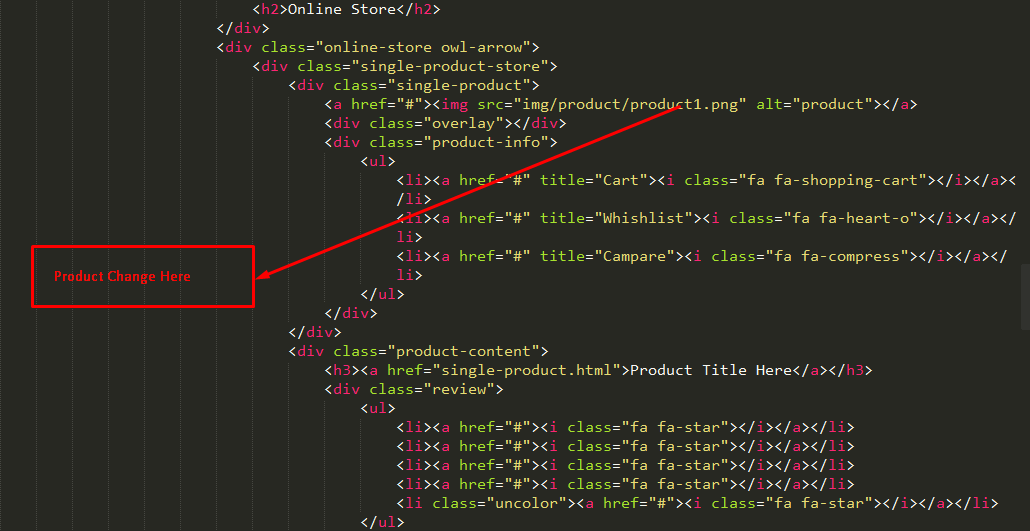 <h2>Online Store</h2>
</div>
<div class="online-store owl-arrow">
<div class="single-product-store">
<div class="single-product">
<a href="#"><img src="img/product/product1.png" alt="product"></a>
<div class="overlay"></div>
<div class="product-info">
<ul>
<li><a href="#" title="Cart"><i class="fa fa-shopping-cart"></i></a><
/li>
<li><a href="#" title="Whishlist"><i class="fa fa-heart-o"></i></a></
li>
<li><a href="#" title="Campare"><i class="fa fa-compress"></i></a></
li>
Product Change Here
</ul>
</div>
</div>
<div class="product-content">
<h3><a href="single-product.html">Product Title Here</a></h3>
<div class="review">
<ul>
<li><a href="#"><i class="fa fa-star"></i></a></li>
<li><a href="#"><i class="fa fa-star"></i></a></li>
<li><a href="#"><i class="fa fa-star"></i></a></li>
<li><a href="#"><i class="fa fa-star"></i></a></li>
<li class="uncolor"><a href="#"><i class="fa fa-star"></i></a></li>
</ul>